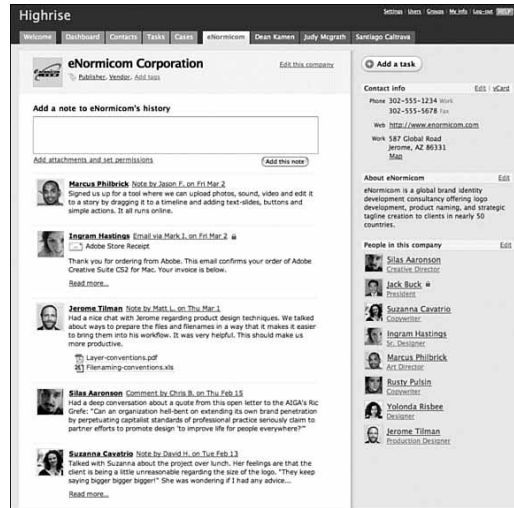 Highrise
Settings | Users | Groups | My info | Log-out HELP
Welcome Dashboard Contacts Tasks Cases eNormicom Dean Kamen Judy Mcgrath Santiago Caltrava
eNormicom Corporation Edit this company
Publisher, Vendor, Add tags
Add a note to eNormicom's history
Add attachments and set permissions Add this note
Marcus Philbrick Note by Jason F. on Fri Mar 2
Signed us up for a tool where we can upload photos, sound, video and edit it
to a story by dragging it to a timeline and adding text-slides, buttons and
simple actions. It all runs online.
Ingram Hastings Email via Mark I. on Fri Mar 2
Adobe Store Receipt
Thank you for ordering from Abobe. This email confirms your order of Adobe
Creative Suite CS2 for Mac. Your invoice is below.
Read more...
Jerome Tilman Note by Matt L. on Thu Mar 1
Had a nice chat with Jerome regarding product design techniques. We talked
about ways to prepare the files and filenames in a way that it makes it easier
to bring them into his workflow. It was very helpful. This should make us
more productive.
Layer-conventions.pdf
Filenaming-conventions.xls
Silas Aaronson Comment by Chris B. on Thu Feb 15
Had a deep conversation about a quote from this open letter to the AIGA's Ric
Grefe: "Can an organization hell-bent on extending its own brand penetration
by perpetuating capitalist standards of professional practice seriously claim to
partner efforts to promote design 'to improve life for people everywhere?'"
Suzanna Cavatrio Note by David H. on Tue Feb 13
Talked with Suzanna about the project over lunch. Her feelings are that the
client is being a little unreasonable regarding the size of the logo. "They keep
saying bigger bigger bigger!" She was wondering if I had any advice...
Read more...
Add a task
Contact info Edit | vCard
Phone 302-555-1234 Work
302-555-5678 Fax
Web http://www.enormicom.com
Work 587 Global Road
Jerome, AZ 86331
Map
About eNormicom Edit
eNormicom is a global brand identity
development consultancy offering logo
development, product naming, and strategic
tagline creation to clients in nearly 50
countries.
People in this company Edit
Silas Aaronson
Creative Director
Jack Buck
President
Suzanna Cavatrio
Copywriter
Ingram Hastings
Sr. Designer
Marcus Philbrick
Art Director
Rusty Pulsin
Copywriter
Yolonda Risbee
Designer
Jerome Tilman
Production Designer